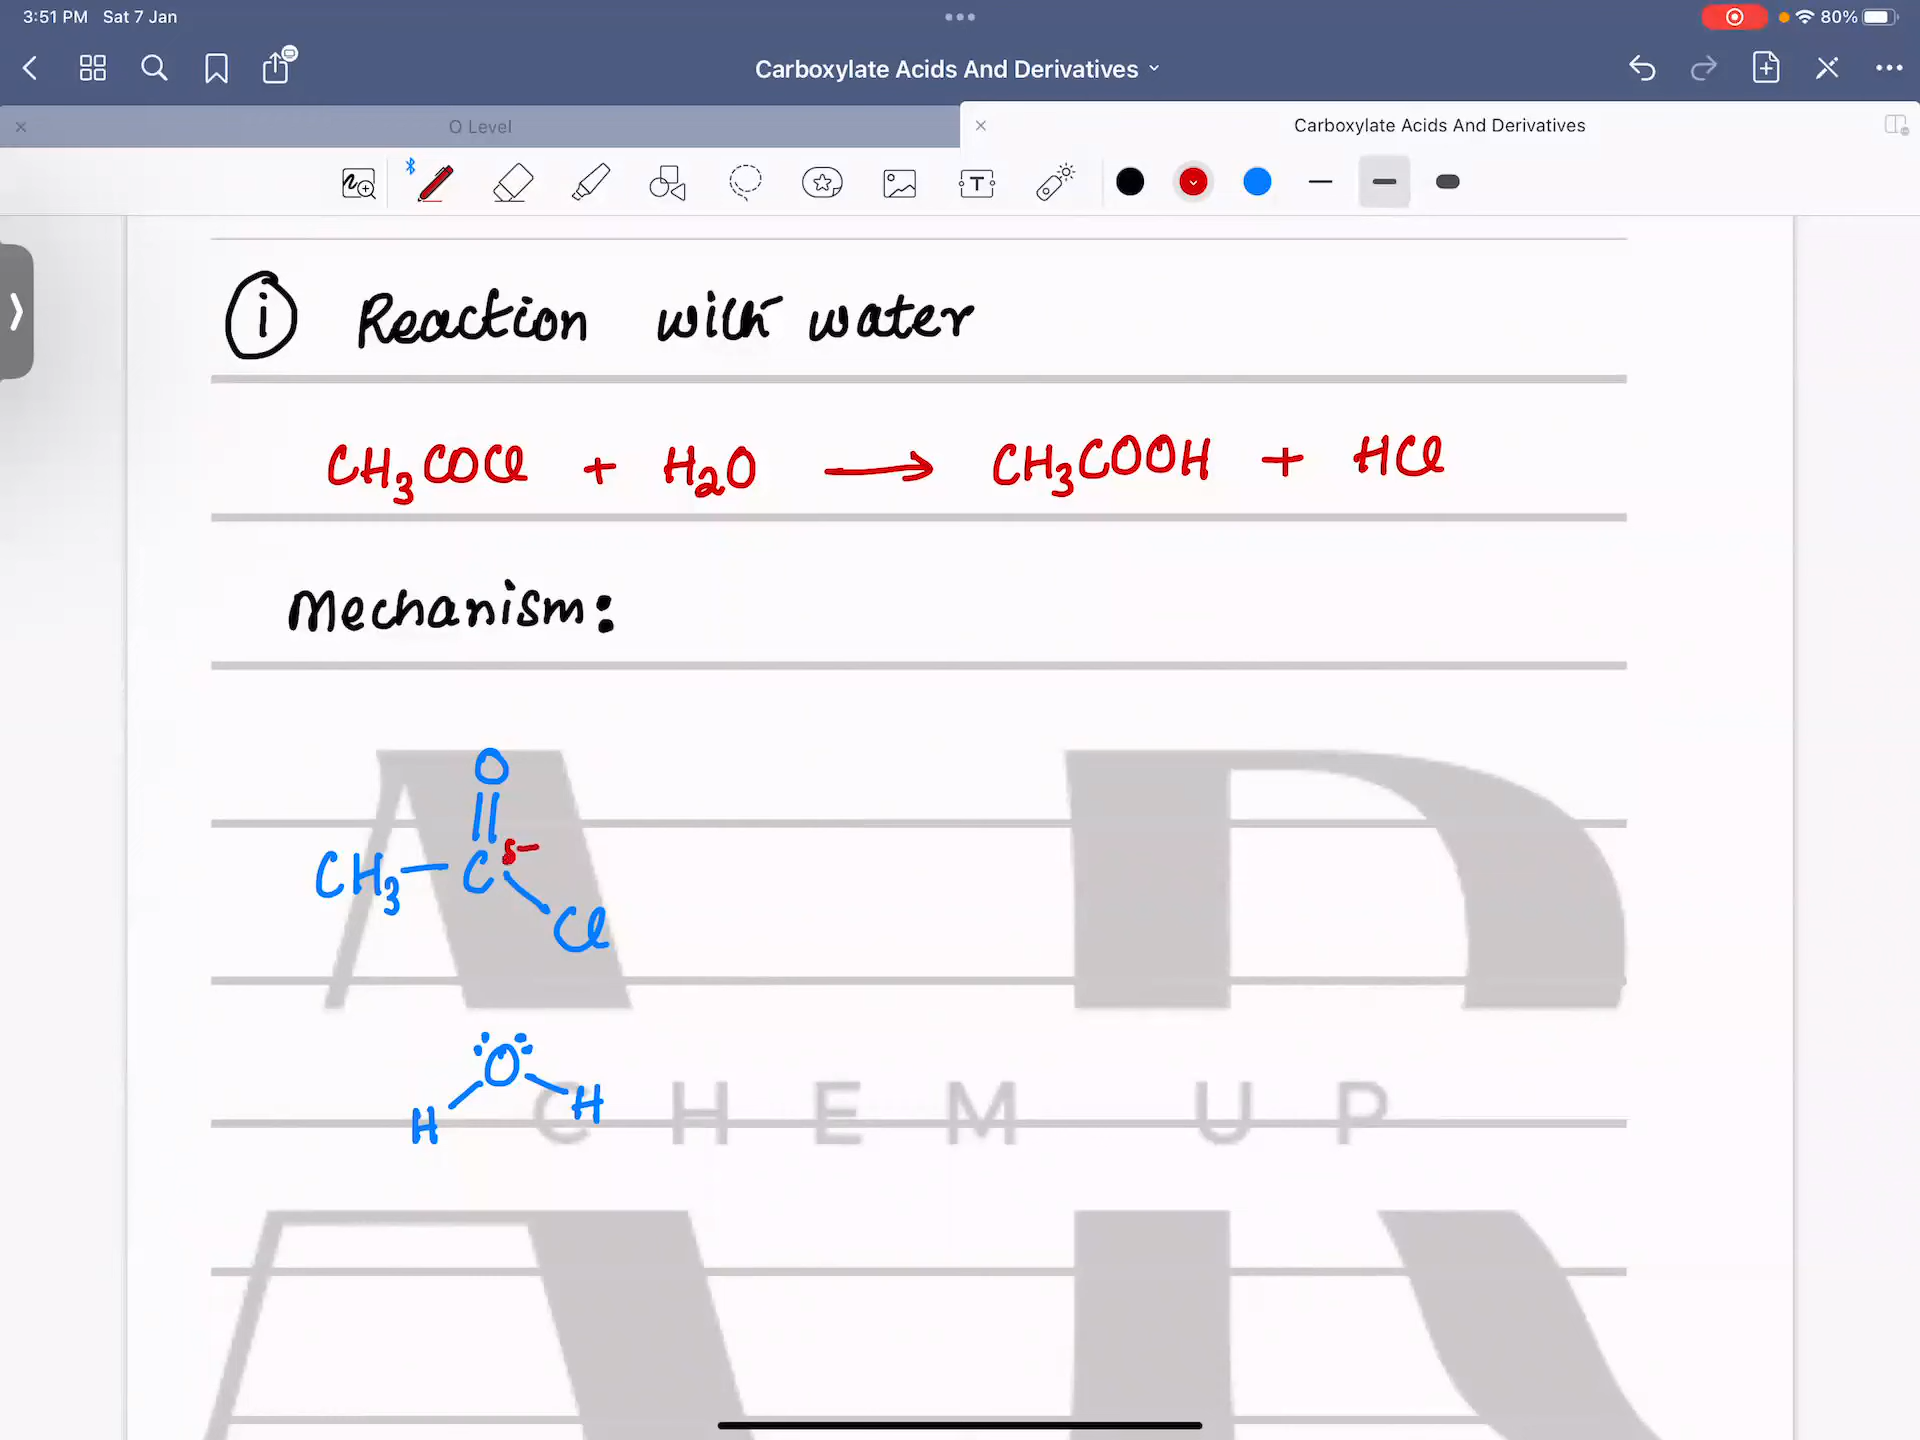 3:51 PM Sat 7 Jan
80%
Carboxylate Acids And Derivatives
O Level
Carboxylate Acids And Derivatives
T
i Reaction with water
CH3COCl + H2O → CH3COOH + HCl
Mechanism:
O
CH3-C δ-
Cl
O
H H
A R
CHEM UP
A R